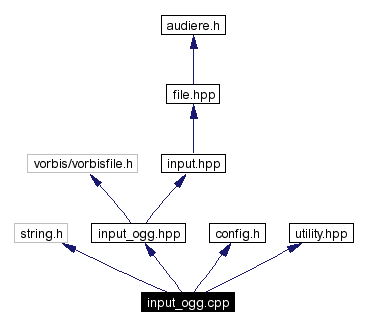 audiere.h
file.hpp
vorbis/vorbisfile.h
input.hpp
string.h
input_ogg.hpp
config.h
utility.hpp
input_ogg.cpp